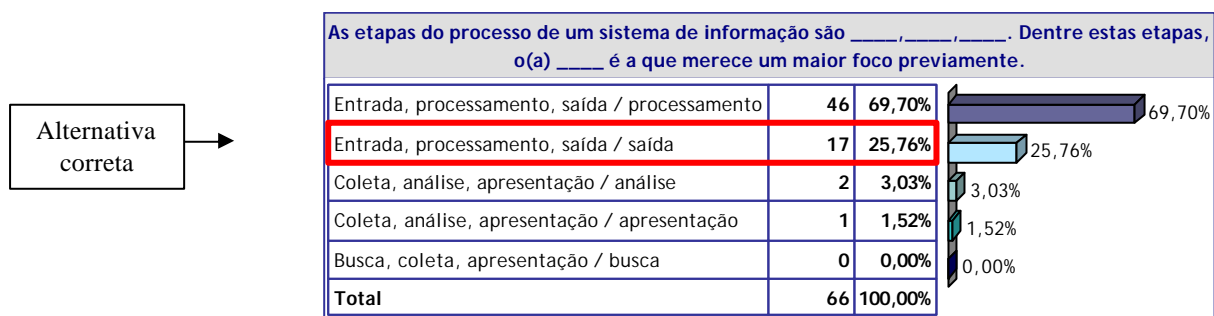 As etapas do processo de um sistema de informação são ____,____,____. Dentre estas etapas,
o(a) ____ é a que merece um maior foco previamente.
Entrada, processamento, saída / processamento 46 69,70%
69,70%
Alternativa
correta
Entrada, processamento, saída / saída 17 25,76%
25,76%
Coleta, análise, apresentação / análise 2 3,03%
3,03%
Coleta, análise, apresentação / apresentação 1 1,52%
1,52%
Busca, coleta, apresentação / busca 0 0,00%
0,00%
Total 66 100,00%